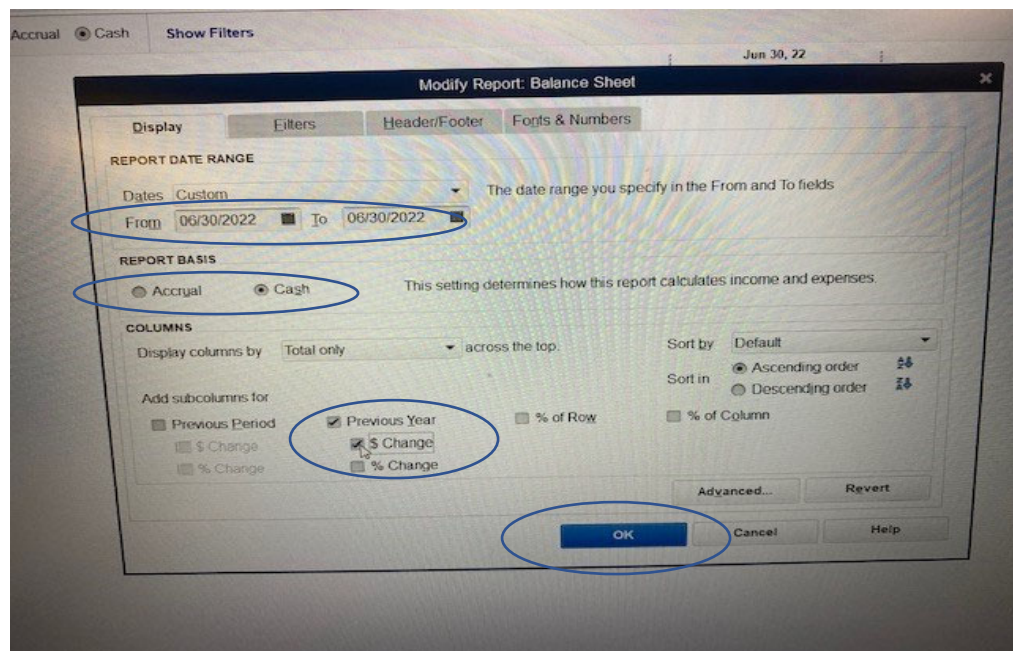 Accrual Cash Show Filters
Jun 30, 22
Modify Report: Balance Sheet
Display Filters Header/Footer Fonts & Numbers
REPORT DATE RANGE
Dates Custom The date range you specify in the From and To fields
From 06/30/2022 To 06/30/2022
REPORT BASIS
Accrual Cash This setting determines how this report calculates income and expenses.
COLUMNS
Display columns by Total only across the top. Sort by Default
Sort in Ascending order
Descending order
Add subcolumns for
Previous Period Previous Year % of Row % of Column
$ Change $ Change
% Change % Change
Advanced... Revert
OK Cancel Help